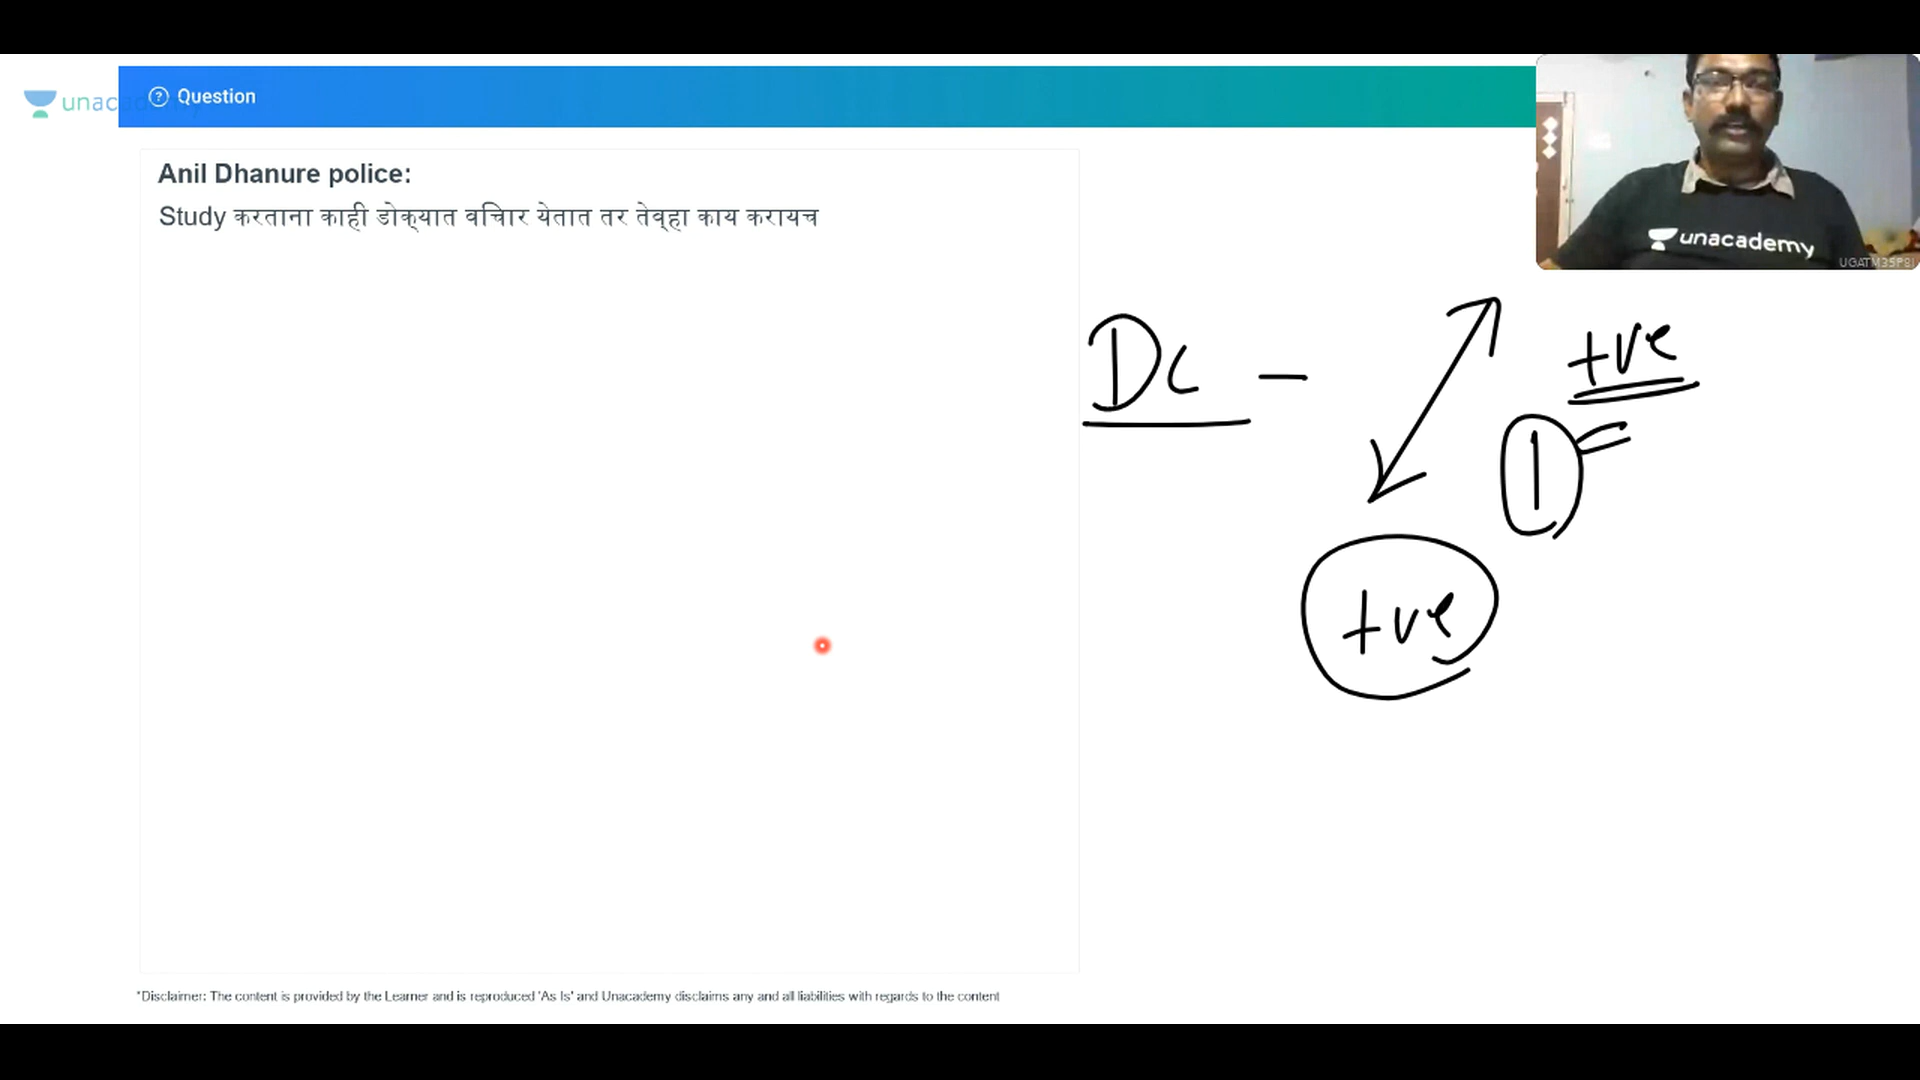 unacademy
Question
Anil Dhanure police:
Study करताना काही डोक्यात विचार येतात तर तेव्हा काय करायच
unacademy
UGATM35P8I
DC - +ve
1
+ve
*Disclaimer: The content is provided by the Learner and is reproduced 'As Is' and Unacademy disclaims any and all liabilities with regards to the content